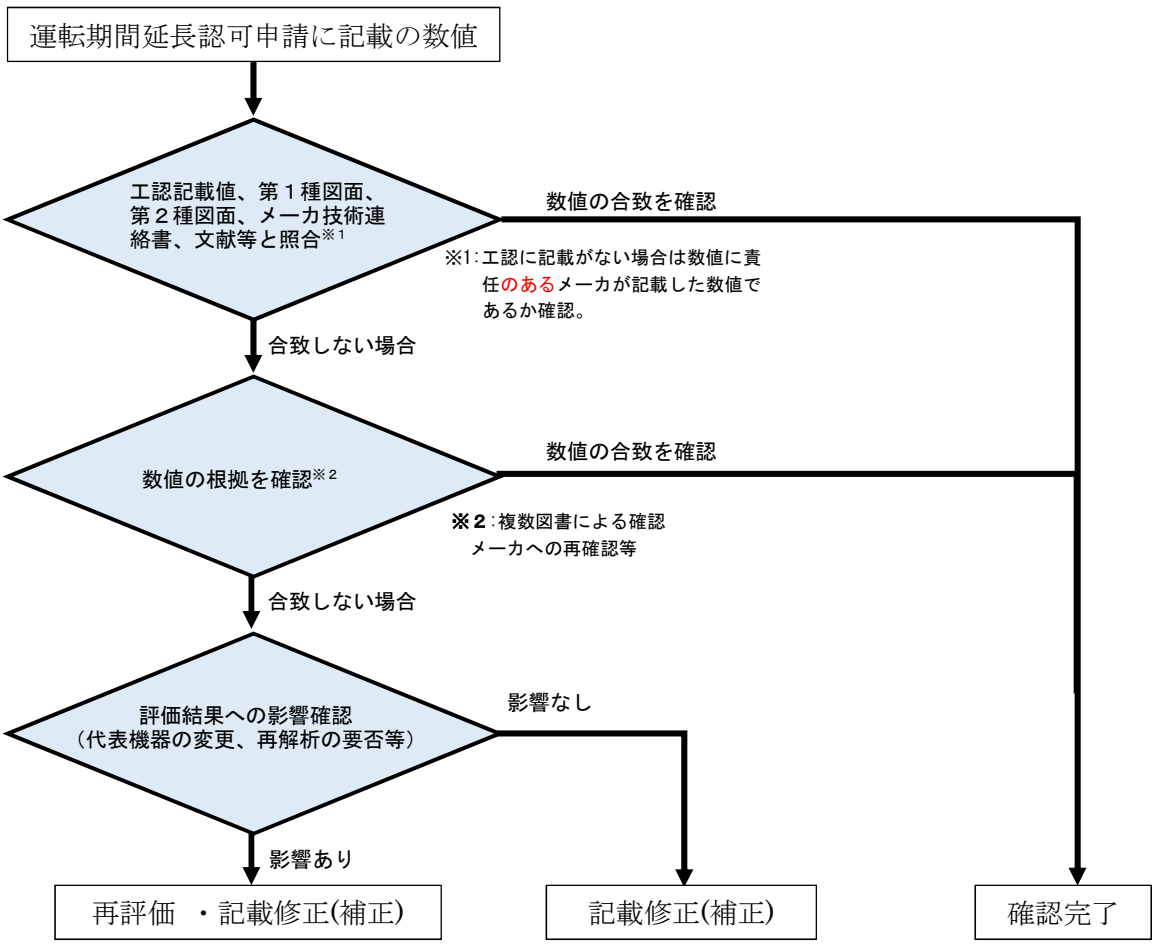 運転期間延長認可申請に記載の数値
工認記載値、第１種図面、
第２種図面、メーカ技術連
絡書、文献等と照合※1
数値の合致を確認
※1:工認に記載がない場合は数値に責
任のあるメーカが記載した数値で
あるか確認。
合致しない場合
数値の根拠を確認※2
数値の合致を確認
※２:複数図書による確認
メーカへの再確認等
合致しない場合
評価結果への影響確認
（代表機器の変更、再解析の要否等）
影響なし
影響あり
再評価 ・記載修正(補正)
記載修正(補正)
確認完了